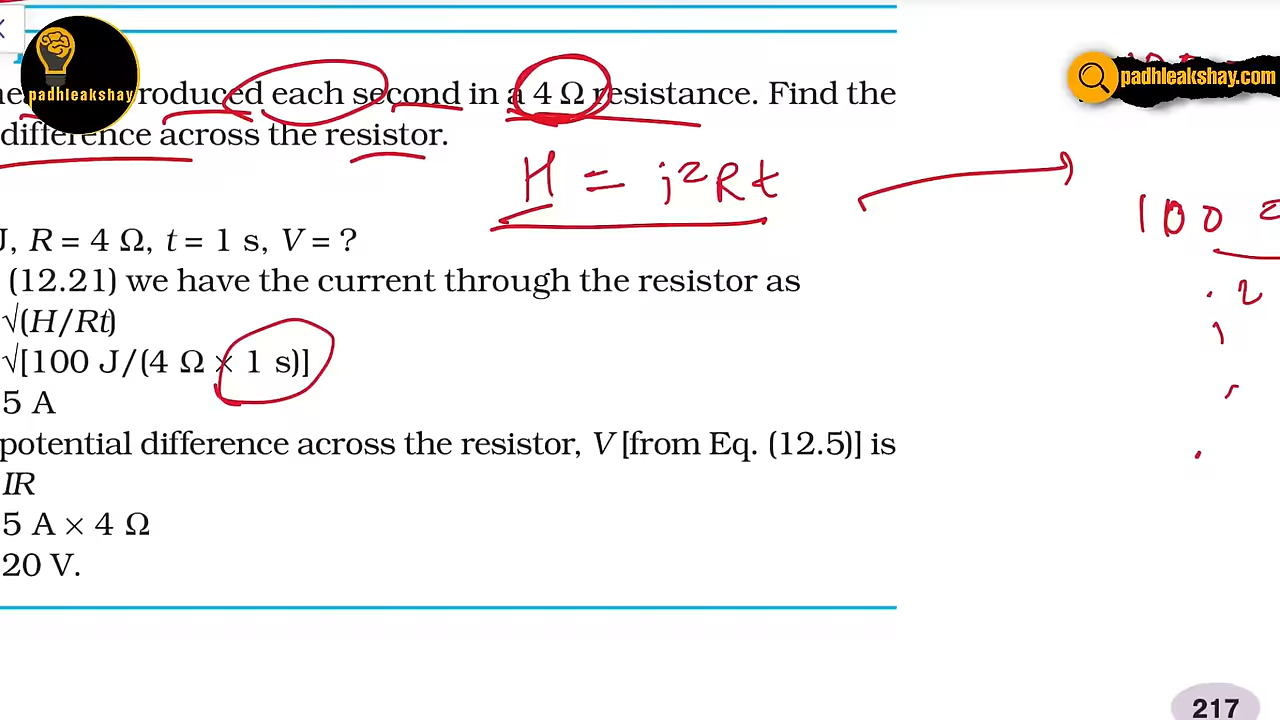 padhleakshay
padhleakshay.com
roduced each second in a 4 Ω resistance. Find the
difference across the resistor.
H = i²Rt
100
J, R = 4 Ω, t = 1 s, V = ?
(12.21) we have the current through the resistor as
i²
√(H/Rt)
√[100 J/(4 Ω × 1 s)]
5 A
potential difference across the resistor, V [from Eq. (12.5)] is
IR
5 A × 4 Ω
20 V.
217